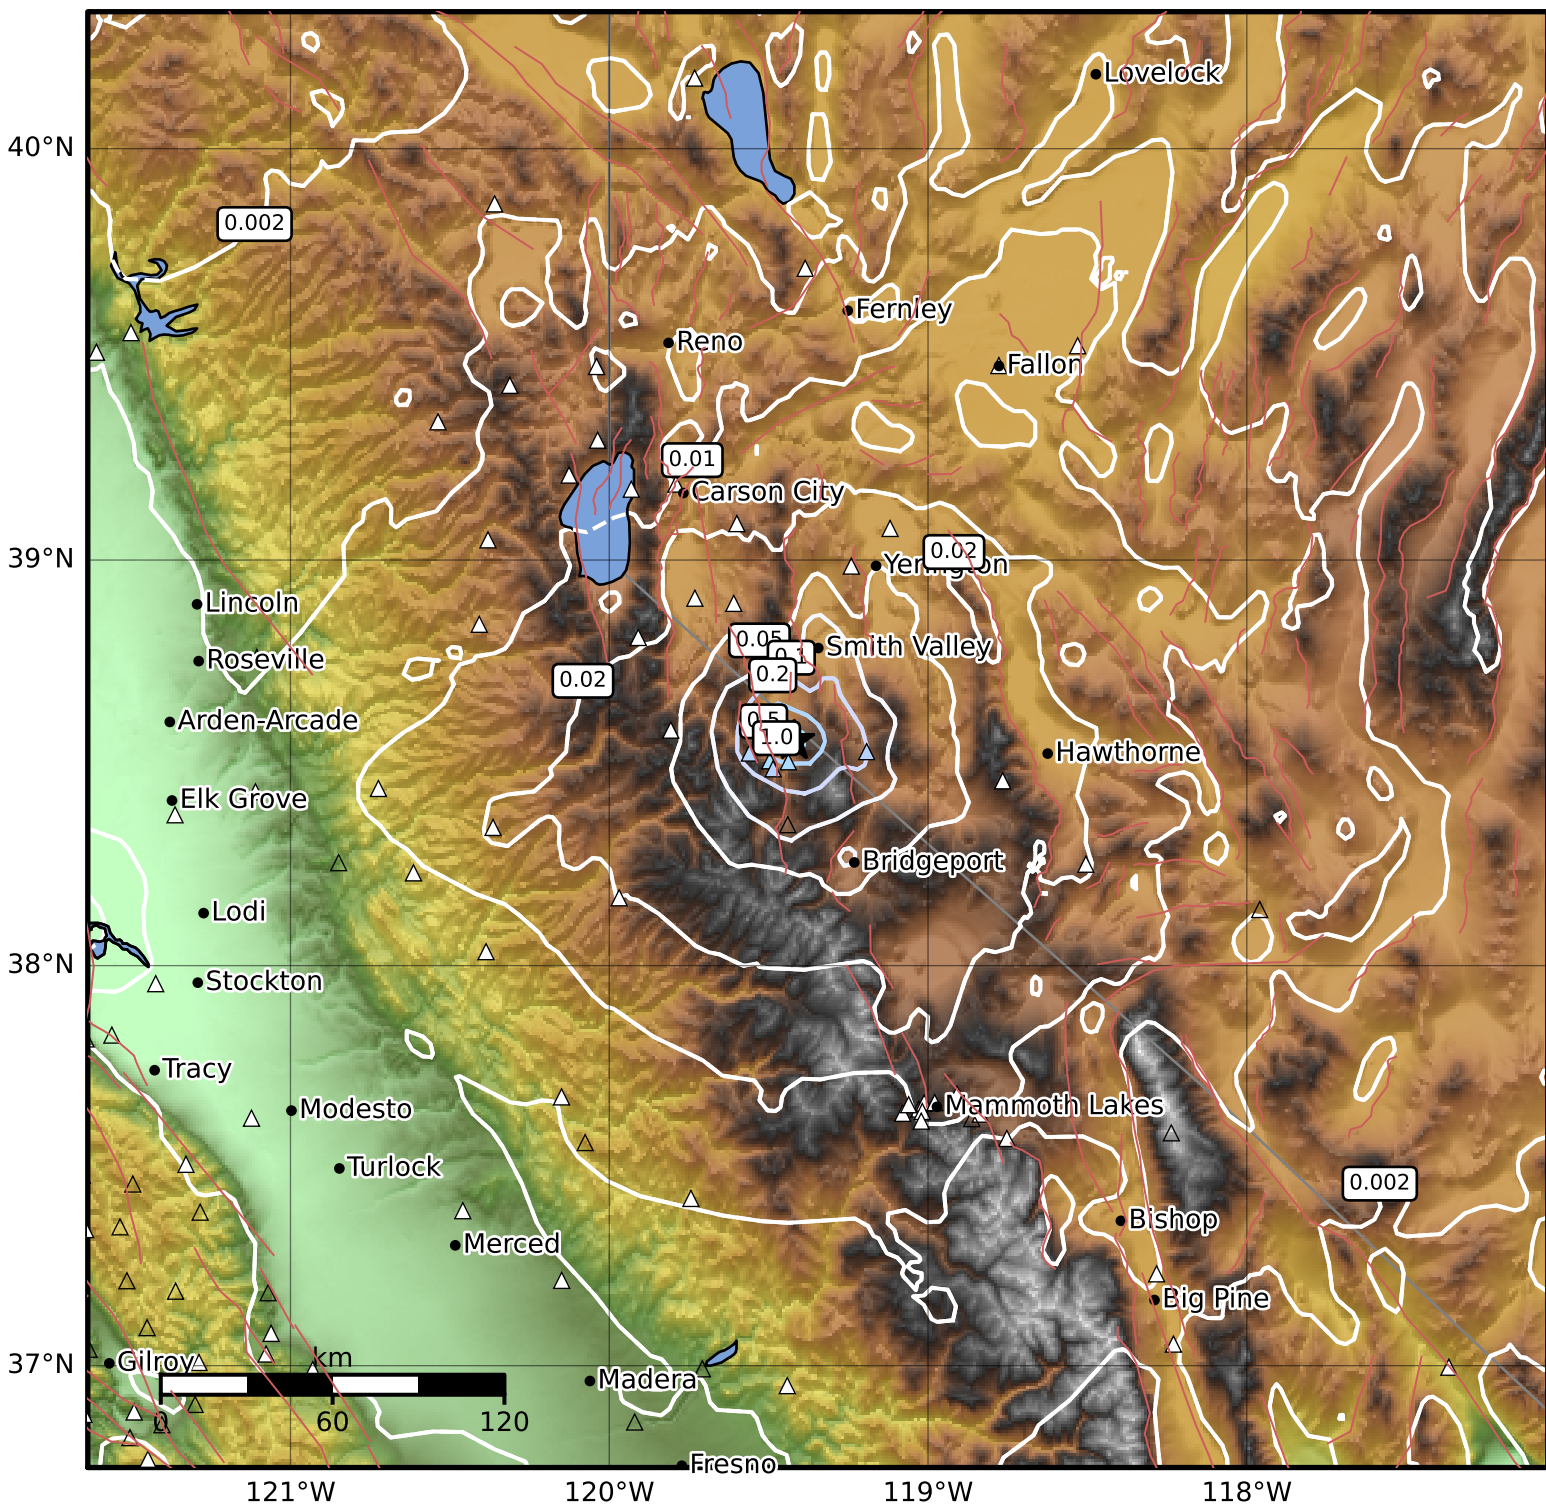 Lovelock
40°N
0.002
Fernley
Reno
Fallon
0.01
Carson City
39°N
0.02
Yerington
Lincoln
0.05
Smith Valley
0.1
Roseville
0.2
0.02
Arden-Arcade
0.5
1.0
Hawthorne
Elk Grove
Bridgeport
Lodi
38°N
Stockton
Tracy
Mammoth Lakes
Modesto
Turlock
0.002
Bishop
Merced
Big Pine
37°N
Gilroy
km
Madera
0 60 120
Fresno
121°W 120°W 119°W 118°W